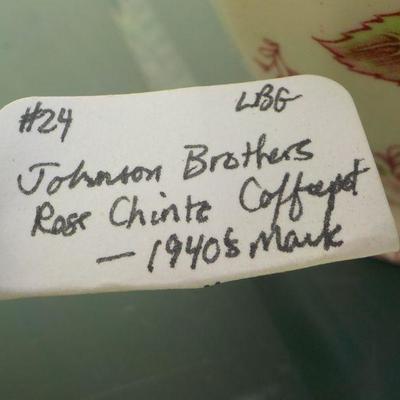 #24 LBG
Johnson Brothers
Rose Chintz Coffeepot
— 1940's Mark